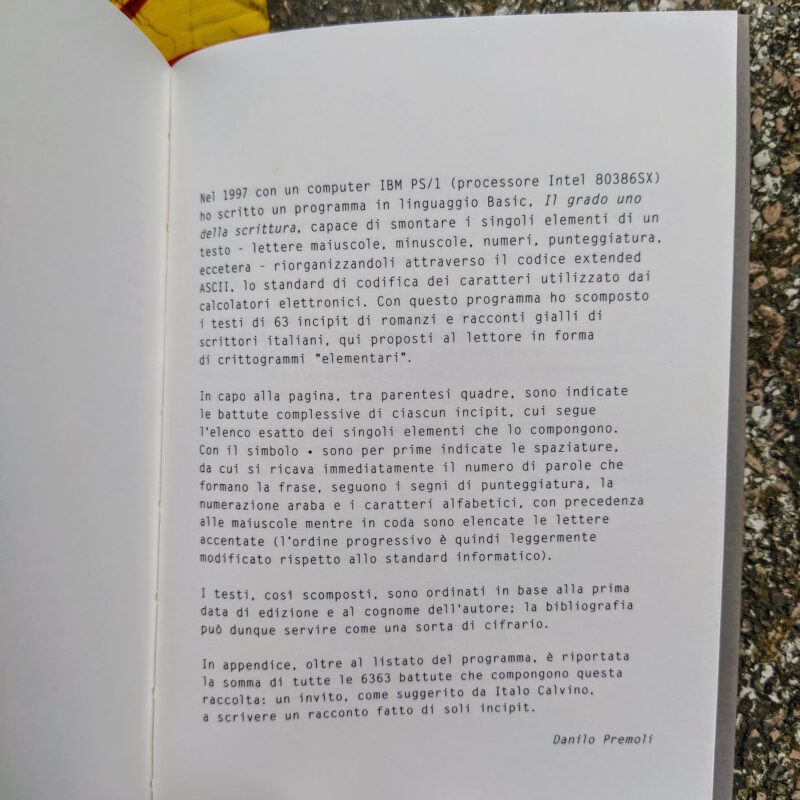 Nel 1997 con un computer IBM PS/1 (processore Intel 80386SX)
ho scritto un programma in linguaggio Basic, Il grado uno
della scrittura, capace di smontare i singoli elementi di un
testo - lettere maiuscole, minuscole, numeri, punteggiatura,
eccetera - riorganizzandoli attraverso il codice extended
ASCII, lo standard di codifica dei caratteri utilizzato dai
calcolatori elettronici. Con questo programma ho scomposto
i testi di 63 incipit di romanzi e racconti gialli di
scrittori italiani, qui proposti al lettore in forma
di crittogrammi "elementari".
In capo alla pagina, tra parentesi quadre, sono indicate
le battute complessive di ciascun incipit, cui segue
l'elenco esatto dei singoli elementi che lo compongono.
Con il simbolo • sono per prime indicate le spaziature,
da cui si ricava immediatamente il numero di parole che
formano la frase, seguono i segni di punteggiatura, la
numerazione araba e i caratteri alfabetici, con precedenza
alle maiuscole mentre in coda sono elencate le lettere
accentate (l'ordine progressivo è quindi leggermente
modificato rispetto allo standard informatico).
I testi, così scomposti, sono ordinati in base alla prima
data di edizione e al cognome dell'autore; la bibliografia
può dunque servire come una sorta di cifrario.
In appendice, oltre al listato del programma, è riportata
la somma di tutte le 6363 battute che compongono questa
raccolta: un invito, come suggerito da Italo Calvino,
a scrivere un racconto fatto di soli incipit.
Danilo Premoli